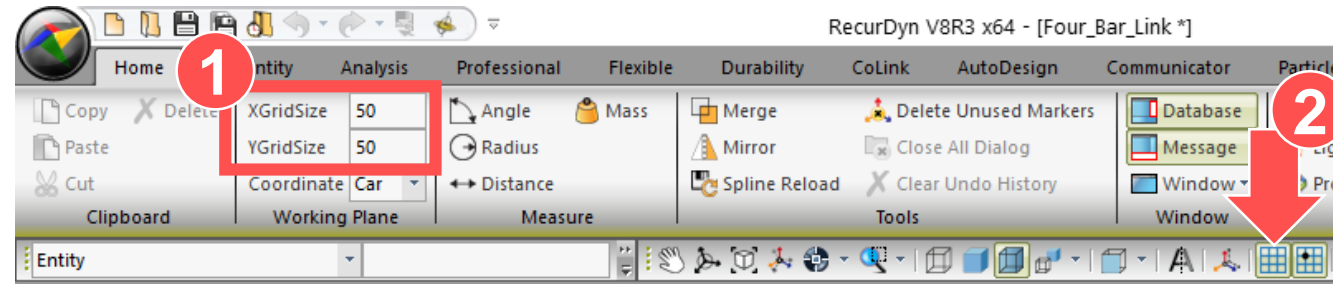 RecurDyn V8R3 x64 - [Four_Bar_Link *]
Home Entity Analysis Professional Flexible Durability CoLink AutoDesign Communicator
1
2
Copy Delete XGridSize 50 Angle Mass Merge Delete Unused Markers Database
Paste YGridSize 50 Radius Mirror Close All Dialog Message
Cut Coordinate Car Distance Spline Reload Clear Undo History Window
Clipboard Working Plane Measure Tools Window
Entity